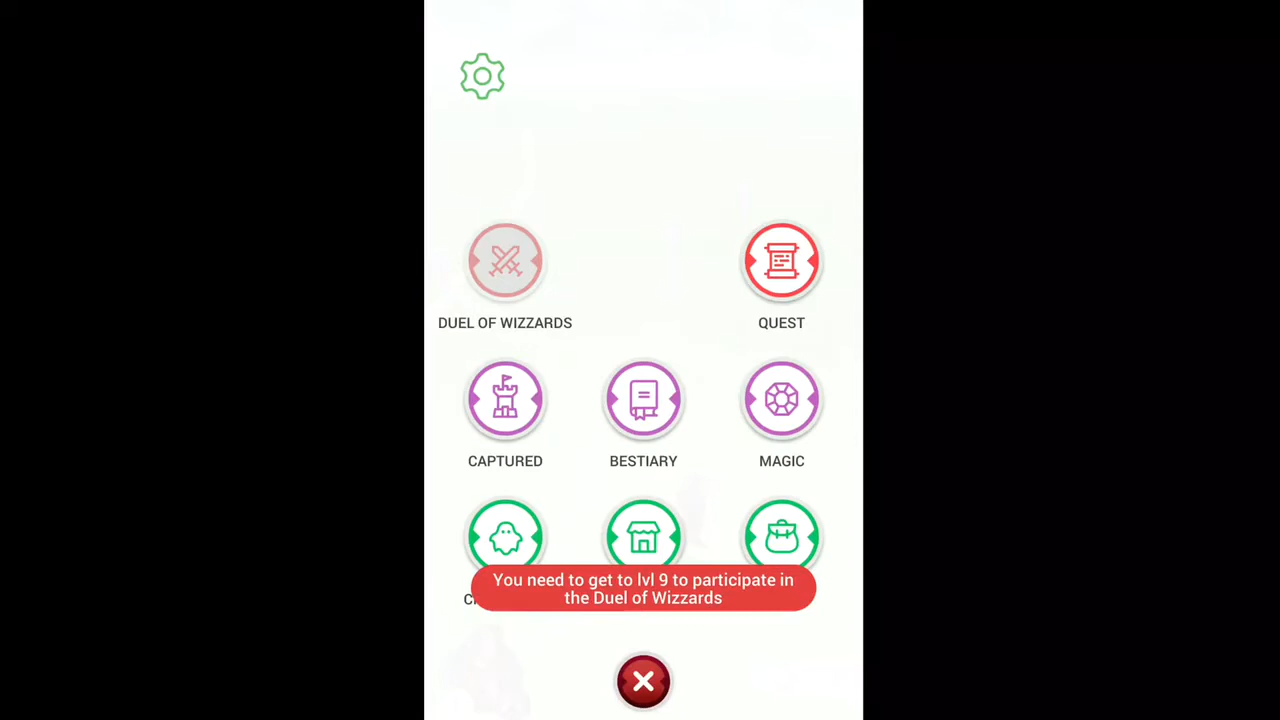 DUEL OF WIZZARDS
QUEST
CAPTURED
BESTIARY
MAGIC
You need to get to lvl 9 to participate in
the Duel of Wizzards